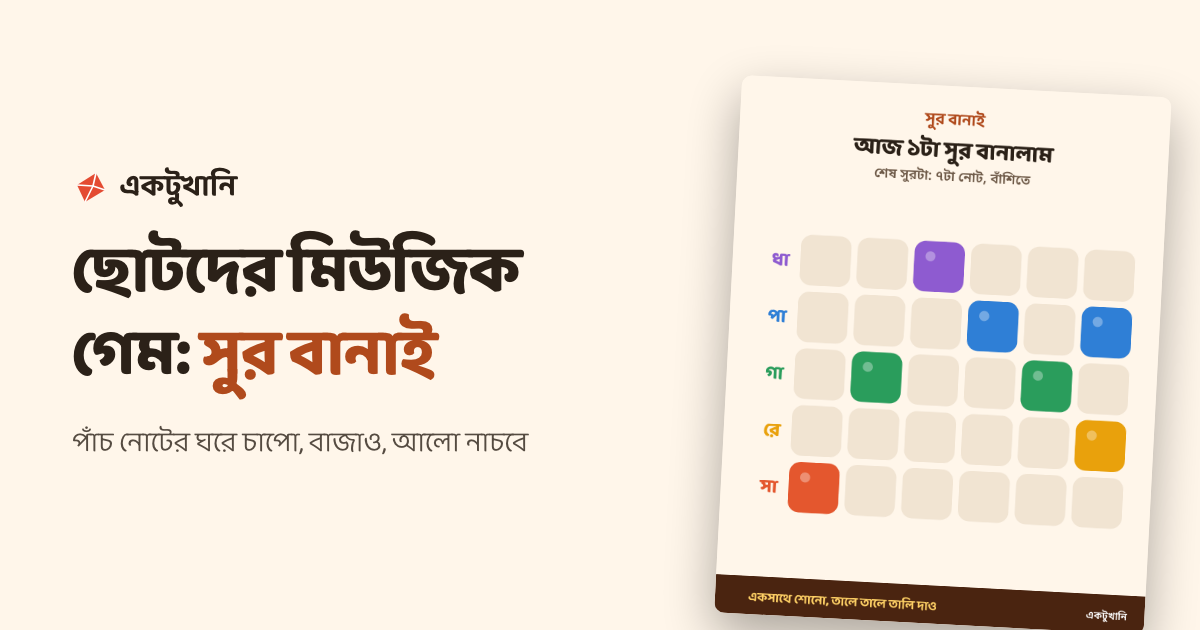 একটুখানি
ছোটদের মিউজিক
গেম: সুর বানাই
পাঁচ নোটের ঘরে চাপো, বাজাও, আলো নাচবে
সুর বানাই
আজ ১টা সুর বানালাম
শেষ সুরটা: ৭টা নোট, বাঁশিতে
ধা
পা
গা
রে
সা
একসাথে শোনো, তালে তালে তালি দাও
একটুখানি